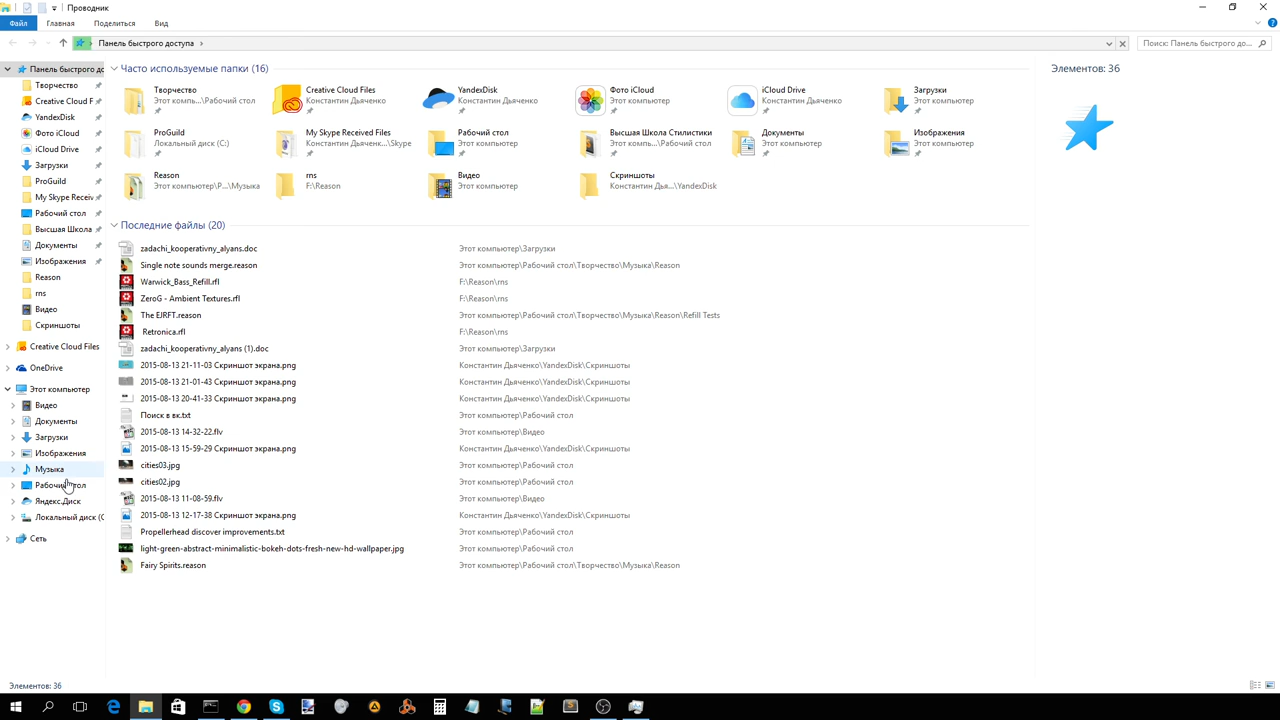 Проводник
Файл Главная Поделиться Вид
Панель быстрого доступа
Поиск: Панель быстрого до...
Панель быстрого до
Творчество
Creative Cloud F
YandexDisk
Фото iCloud
iCloud Drive
Загрузки
ProGuild
My Skype Receiv
Рабочий стол
Высшая Школа
Документы
Изображения
Reason
rns
Видео
Скриншоты
Creative Cloud Files
OneDrive
Этот компьютер
Видео
Документы
Загрузки
Изображения
Музыка
Рабочий стол
Яндекс.Диск
Локальный диск (C
Сеть
Часто используемые папки (16)
Творчество
Этот компь...\Рабочий стол
Creative Cloud Files
Константин Дьяченко
YandexDisk
Константин Дьяченко
Фото iCloud
Этот компьютер
iCloud Drive
Константин Дьяченко
Загрузки
Этот компьютер
ProGuild
Локальный диск (C:)
My Skype Received Files
Константин Дьяченк...\Skype
Рабочий стол
Этот компьютер
Высшая Школа Стилистики
Этот комп...\Рабочий стол
Документы
Этот компьютер
Изображения
Этот компьютер
Reason
Этот компьютер\Р...\Музыка
rns
F:\Reason
Видео
Этот компьютер
Скриншоты
Константин Дья...\YandexDisk
Последние файлы (20)
zadachi_kooperativny_alyans.doc Этот компьютер\Загрузки
Single note sounds merge.reason Этот компьютер\Рабочий стол\Творчество\Музыка\Reason
Warwick_Bass_Refill.rfl F:\Reason\rns
ZeroG - Ambient Textures.rfl F:\Reason\rns
The EJRFT.reason Этот компьютер\Рабочий стол\Творчество\Музыка\Reason\Refill Tests
Retronica.rfl F:\Reason\rns
zadachi_kooperativny_alyans (1).doc Этот компьютер\Загрузки
2015-08-13 21-11-03 Скриншот экрана.png Константин Дьяченко\YandexDisk\Скриншоты
2015-08-13 21-01-43 Скриншот экрана.png Константин Дьяченко\YandexDisk\Скриншоты
2015-08-13 20-41-33 Скриншот экрана.png Константин Дьяченко\YandexDisk\Скриншоты
Поиск в вк.txt Этот компьютер\Рабочий стол
2015-08-13 14-32-22.flv Этот компьютер\Видео
2015-08-13 15-59-29 Скриншот экрана.png Константин Дьяченко\YandexDisk\Скриншоты
cities03.jpg Этот компьютер\Рабочий стол
cities02.jpg Этот компьютер\Рабочий стол
2015-08-13 11-08-59.flv Этот компьютер\Видео
2015-08-13 12-17-38 Скриншот экрана.png Константин Дьяченко\YandexDisk\Скриншоты
Propellerhead discover improvements.txt Этот компьютер\Рабочий стол
light-green-abstract-minimalistic-bokeh-dots-fresh-new-hd-wallpaper.jpg Этот компьютер\Рабочий стол
Fairy Spirits.reason Этот компьютер\Рабочий стол\Творчество\Музыка\Reason
Элементов: 36
Элементов: 36